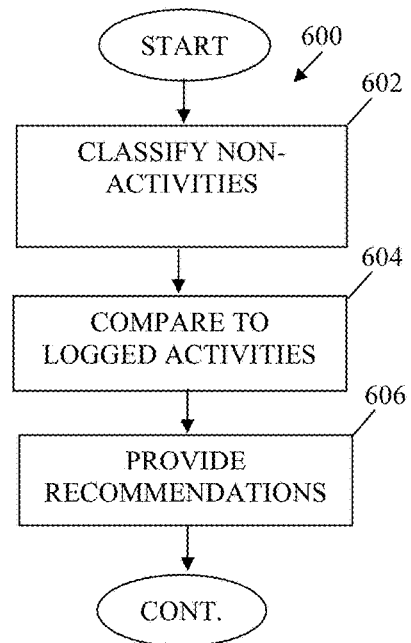 START
600
602
CLASSIFY NON-
ACTIVITIES
604
COMPARE TO
LOGGED ACTIVITIES
606
PROVIDE
RECOMMENDATIONS
CONT.